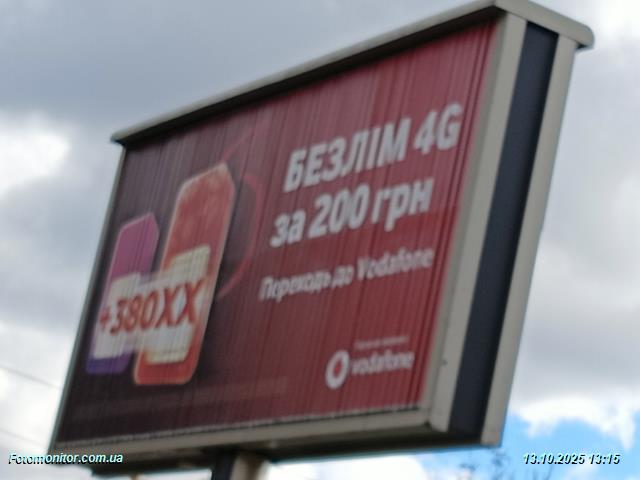 БЕЗЛІМ 4G
за 200 грн
Переходь до Vodafone
+380XX
vodafone
Fotomonitor.com.ua
13.10.2025 13:15